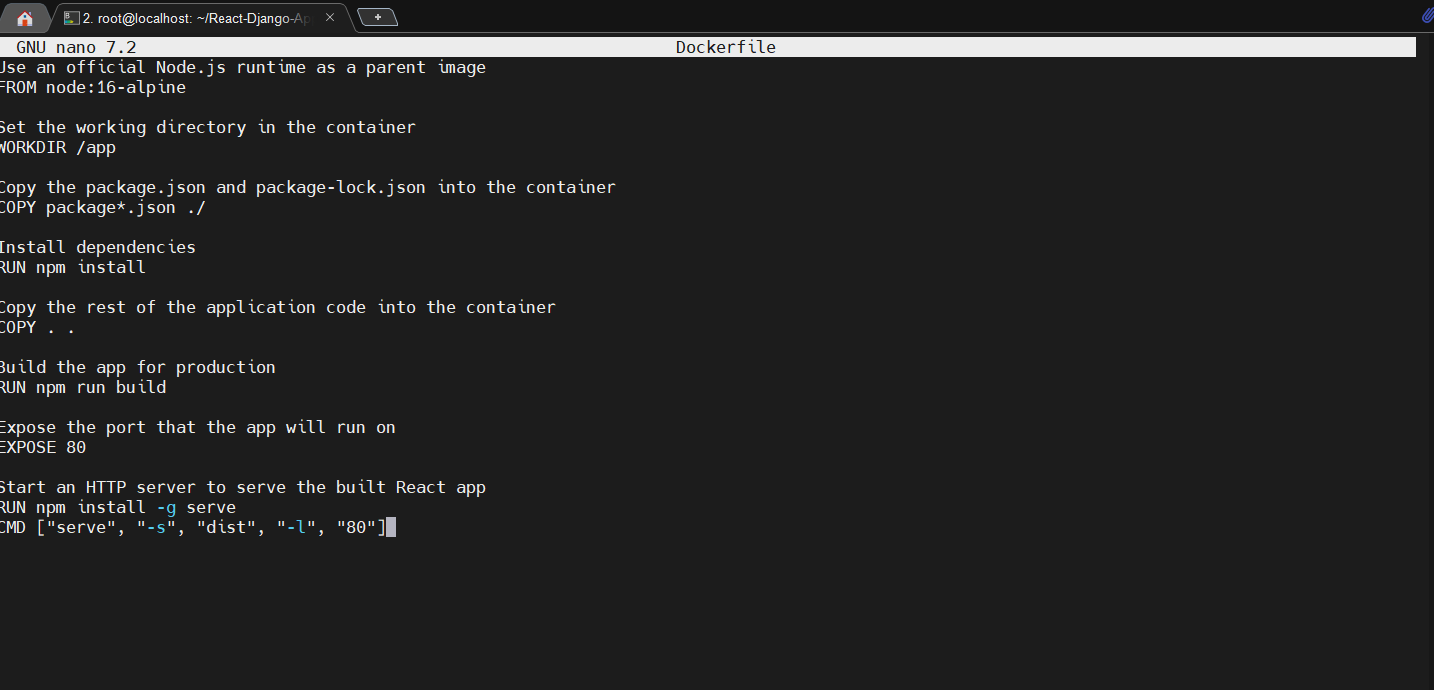 2. root@localhost: ~/React-Django-Ap
GNU nano 7.2 Dockerfile
Use an official Node.js runtime as a parent image
FROM node:16-alpine
Set the working directory in the container
WORKDIR /app
Copy the package.json and package-lock.json into the container
COPY package*.json ./
Install dependencies
RUN npm install
Copy the rest of the application code into the container
COPY . .
Build the app for production
RUN npm run build
Expose the port that the app will run on
EXPOSE 80
Start an HTTP server to serve the built React app
RUN npm install -g serve
CMD ["serve", "-s", "dist", "-l", "80"]